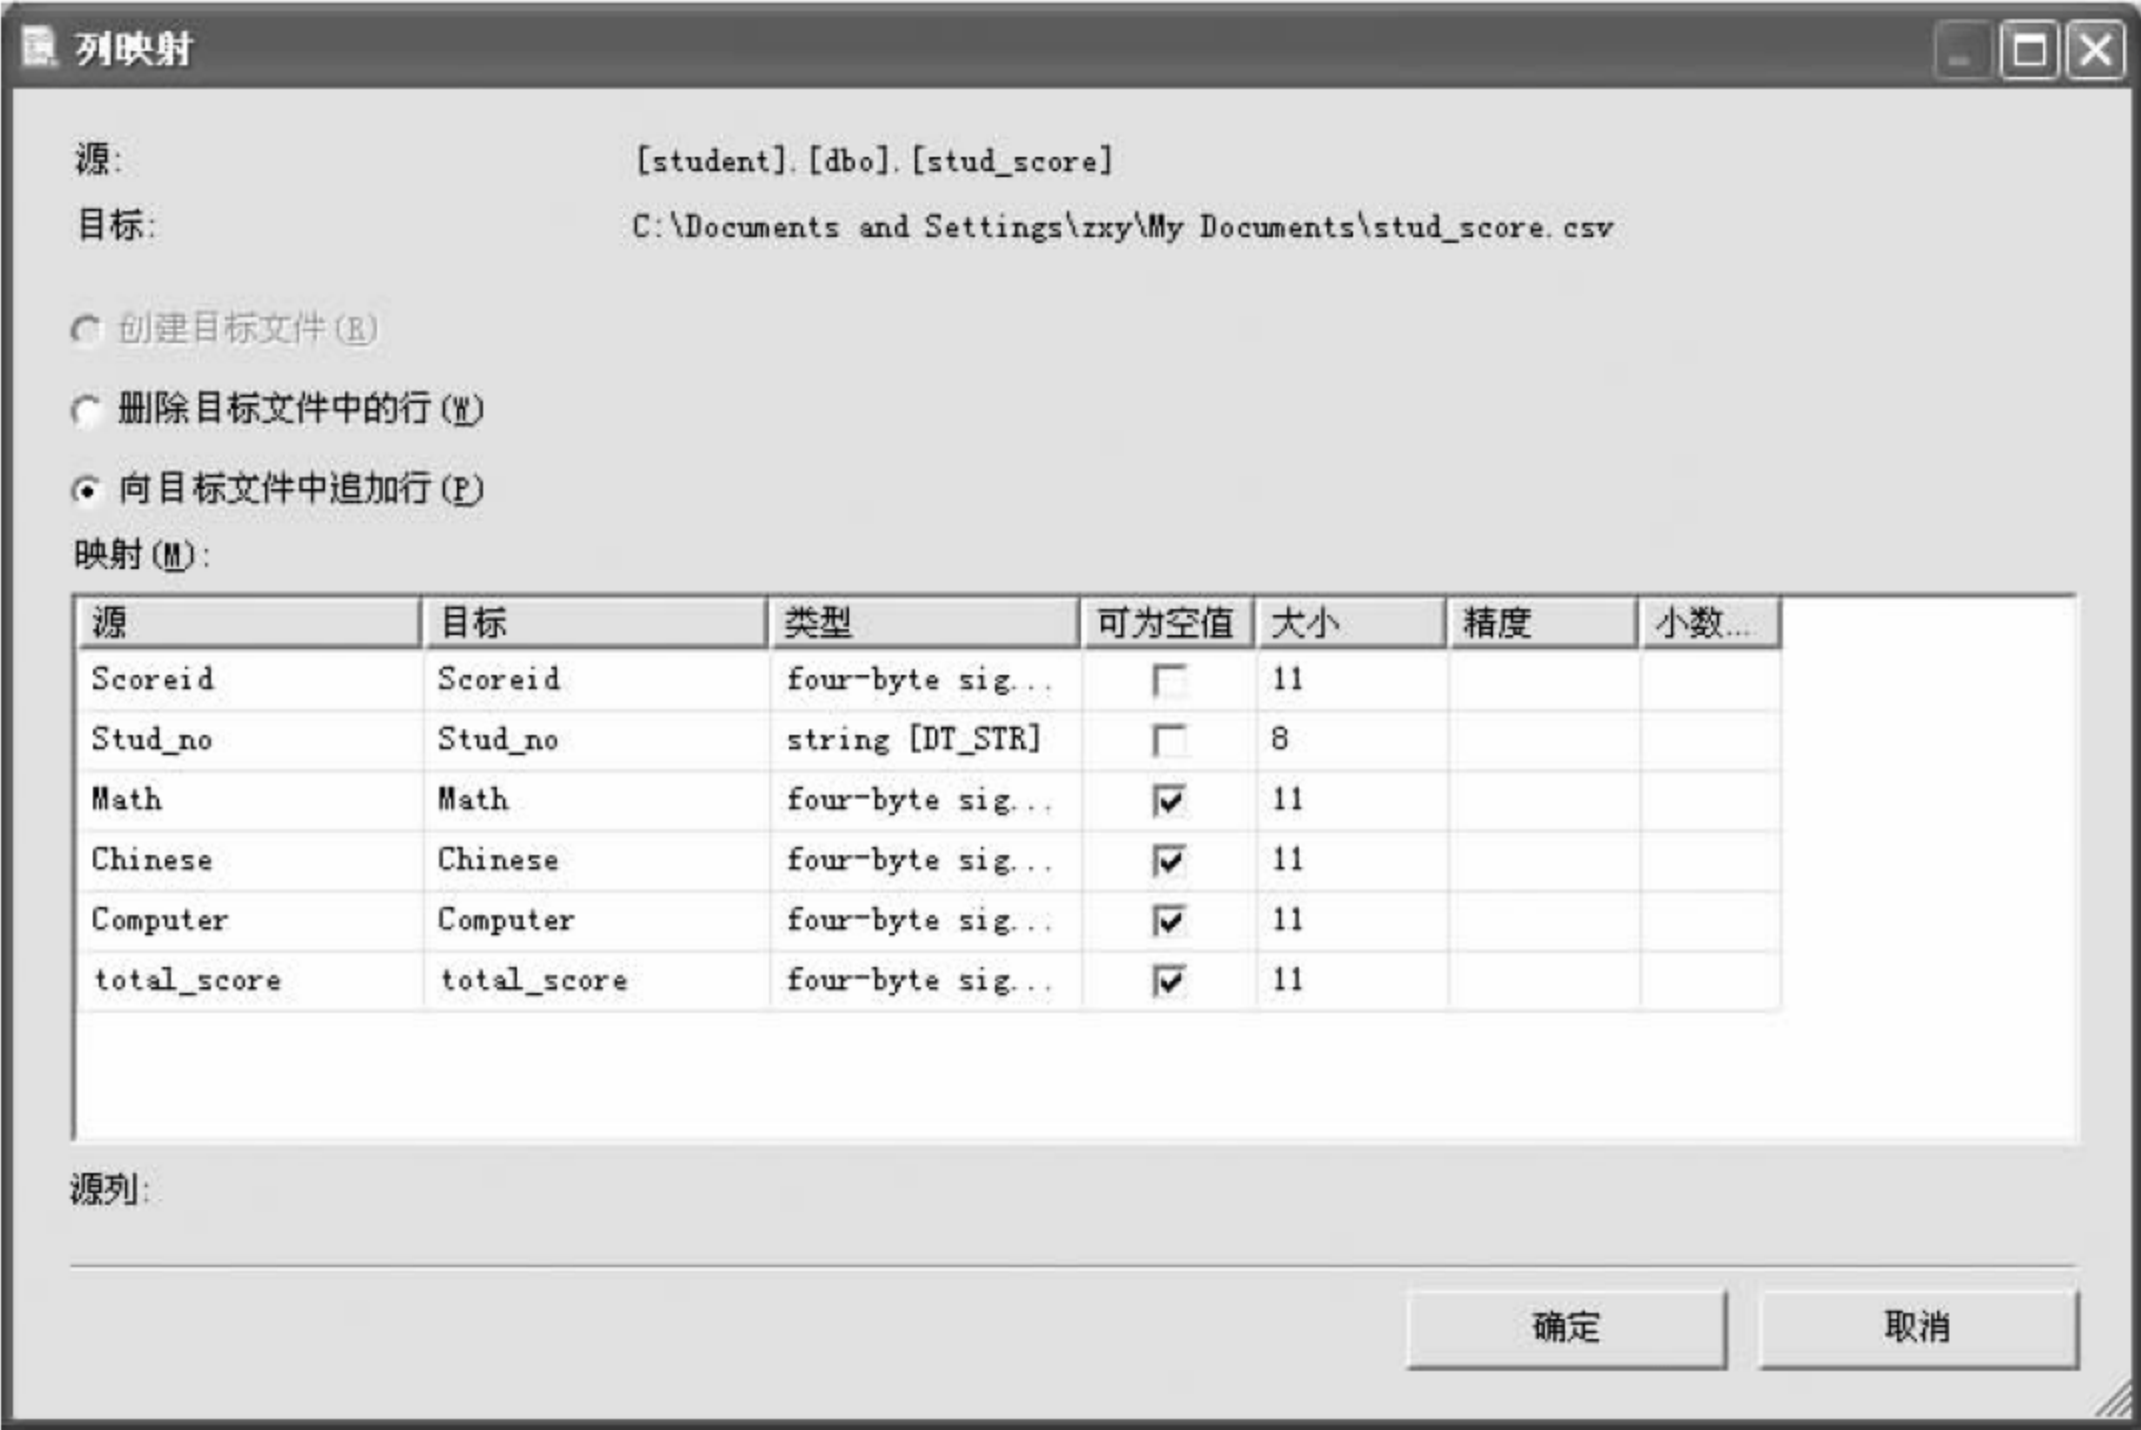 列映射
源: [student].[dbo].[stud_score]
目标: C:\Documents and Settings\zxy\My Documents\stud_score.csv
创建目标文件(R)
删除目标文件中的行(W)
向目标文件中追加行(P)
映射(M):
源 目标 类型 可为空值 大小 精度 小数...
Scoreid Scoreid four-byte sig... 11
Stud_no Stud_no string [DT_STR] 8
Math Math four-byte sig... 11
Chinese Chinese four-byte sig... 11
Computer Computer four-byte sig... 11
total_score total_score four-byte sig... 11
源列:
确定 取消